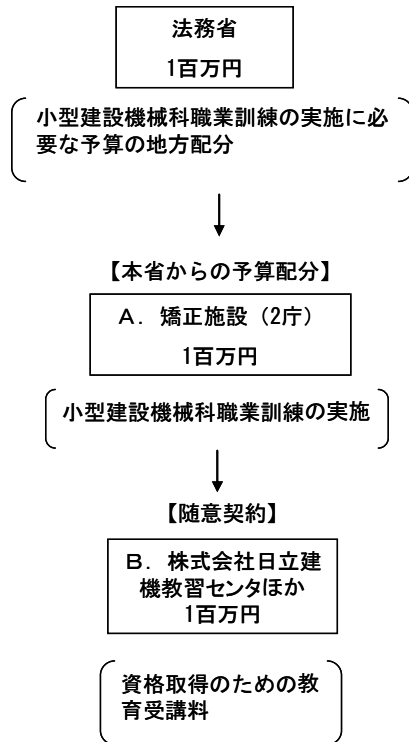 法務省
1百万円
小型建設機械科職業訓練の実施に必
要な予算の地方配分
【本省からの予算配分】
A．矯正施設（2庁）
1百万円
小型建設機械科職業訓練の実施
【随意契約】
B．株式会社日立建
機教習センタほか
1百万円
資格取得のための教
育受講料